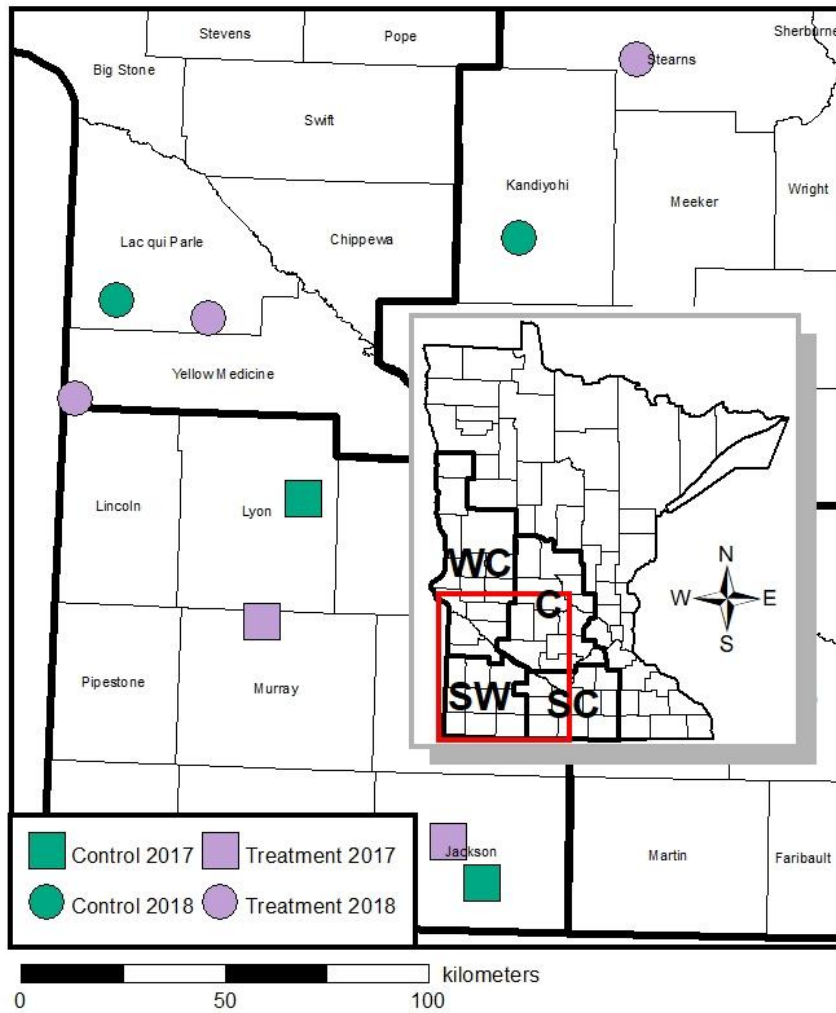 Stevens
Pope
Sherburne
Big Stone
Stearns
Swift
Kandiyohi
Meeker
Wright
Lac qui Parle
Chippewa
Yellow Medicine
Lincoln
Lyon
Pipestone
Murray
WC
C
SW
SC
N
W
E
S
Jackson
Martin
Faribault
Control 2017
Treatment 2017
Control 2018
Treatment 2018
kilometers
0
50
100